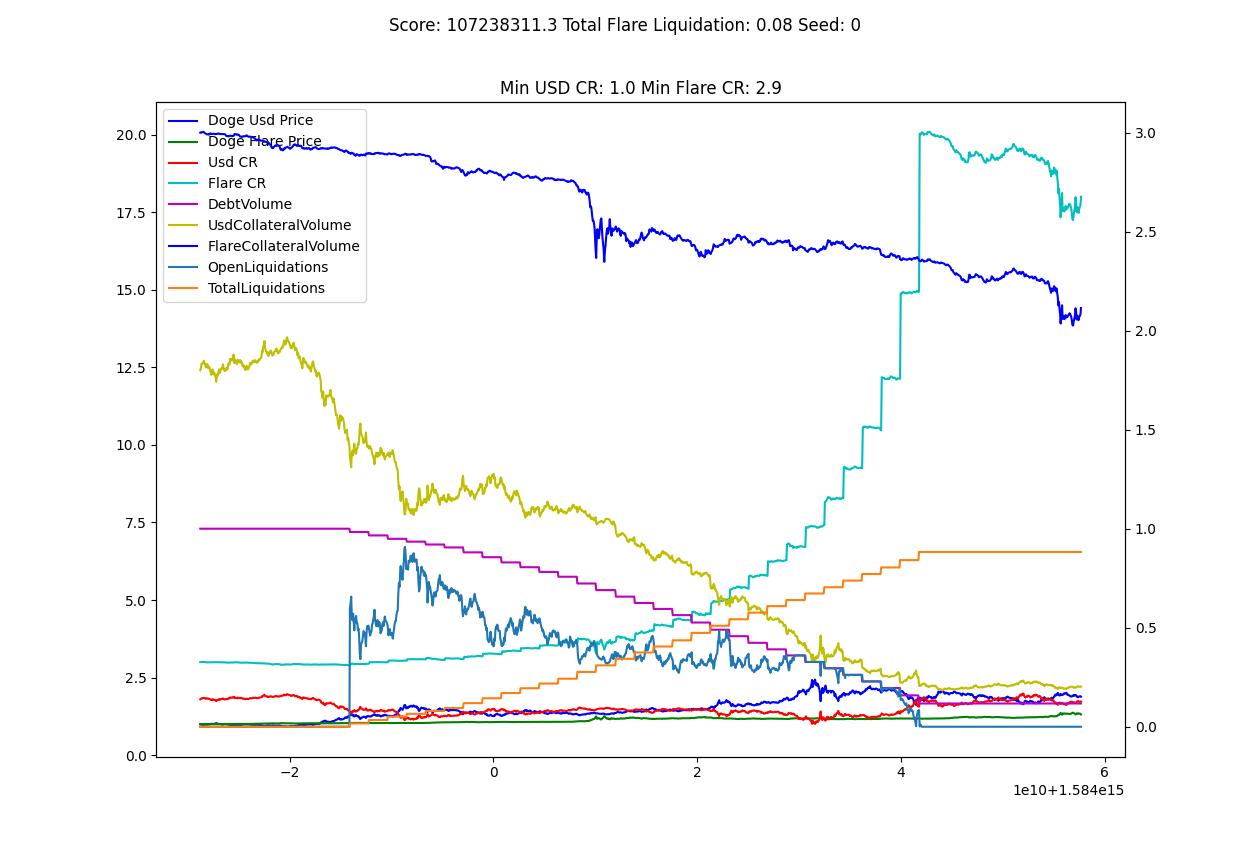 Score: 107238311.3 Total Flare Liquidation: 0.08 Seed: 0
Min USD CR: 1.0 Min Flare CR: 2.9
Doge Usd Price
Doge Flare Price
Usd CR
Flare CR
DebtVolume
UsdCollateralVolume
FlareCollateralVolume
OpenLiquidations
TotalLiquidations
20.0
17.5
15.0
12.5
10.0
7.5
5.0
2.5
0.0
3.0
2.5
2.0
1.5
1.0
0.5
0.0
−2 0 2 4 6
1e10+1.584e15